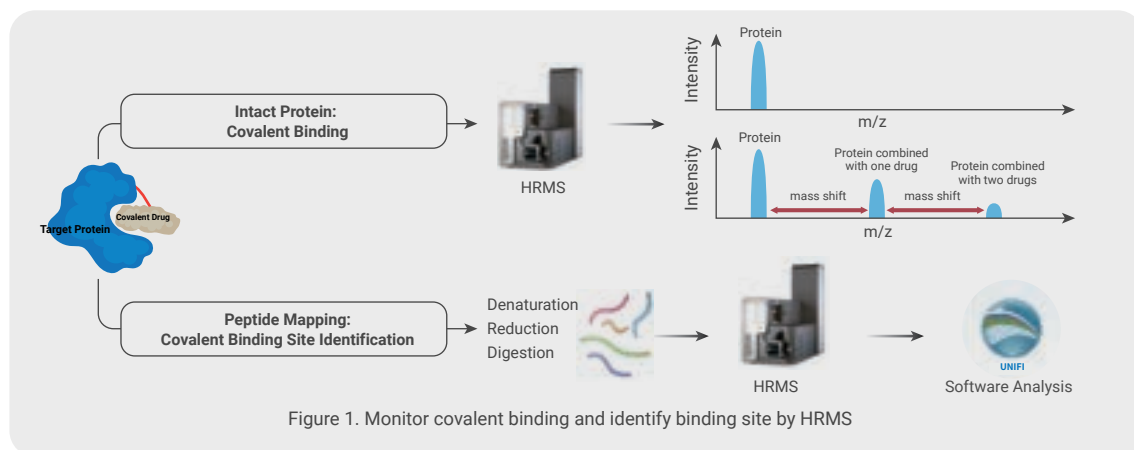 Intact Protein:
Covalent Binding
HRMS
Intensity
Protein
m/z
Intensity
Protein
Protein combined
with one drug
Protein combined
with two drugs
mass shift
mass shift
m/z
Target Protein
Covalent Drug
Peptide Mapping:
Covalent Binding Site Identification
Denaturation
Reduction
Digestion
HRMS
UNIFI
Software Analysis
Figure 1. Monitor covalent binding and identify binding site by HRMS